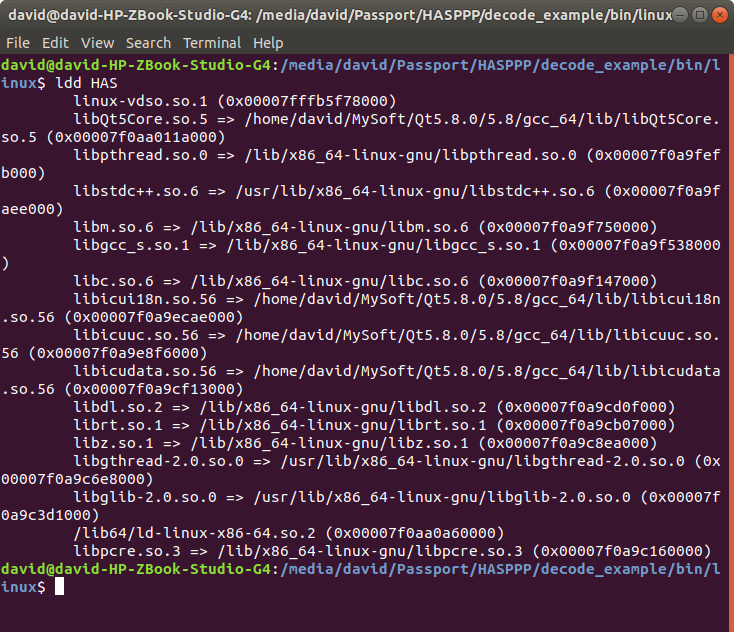 david@david-HP-ZBook-Studio-G4: /media/david/Passport/HASPPP/decode_example/bin/linux
File Edit View Search Terminal Help
david@david-HP-ZBook-Studio-G4:/media/david/Passport/HASPPP/decode_example/bin/l
inux$ ldd HAS
linux-vdso.so.1 (0x00007fffb5f78000)
libQt5Core.so.5 => /home/david/MySoft/Qt5.8.0/5.8/gcc_64/lib/libQt5Core.
so.5 (0x00007f0aa011a000)
libpthread.so.0 => /lib/x86_64-linux-gnu/libpthread.so.0 (0x00007f0a9fef
b000)
libstdc++.so.6 => /usr/lib/x86_64-linux-gnu/libstdc++.so.6 (0x00007f0a9f
aee000)
libm.so.6 => /lib/x86_64-linux-gnu/libm.so.6 (0x00007f0a9f750000)
libgcc_s.so.1 => /lib/x86_64-linux-gnu/libgcc_s.so.1 (0x00007f0a9f538000
)
libc.so.6 => /lib/x86_64-linux-gnu/libc.so.6 (0x00007f0a9f147000)
libicui18n.so.56 => /home/david/MySoft/Qt5.8.0/5.8/gcc_64/lib/libicui18n
.so.56 (0x00007f0a9ecae000)
libicuuc.so.56 => /home/david/MySoft/Qt5.8.0/5.8/gcc_64/lib/libicuuc.so.
56 (0x00007f0a9e8f6000)
libicudata.so.56 => /home/david/MySoft/Qt5.8.0/5.8/gcc_64/lib/libicudata
.so.56 (0x00007f0a9cf13000)
libdl.so.2 => /lib/x86_64-linux-gnu/libdl.so.2 (0x00007f0a9cd0f000)
librt.so.1 => /lib/x86_64-linux-gnu/librt.so.1 (0x00007f0a9cb07000)
libz.so.1 => /lib/x86_64-linux-gnu/libz.so.1 (0x00007f0a9c8ea000)
libgthread-2.0.so.0 => /usr/lib/x86_64-linux-gnu/libgthread-2.0.so.0 (0x
00007f0a9c6e8000)
libglib-2.0.so.0 => /usr/lib/x86_64-linux-gnu/libglib-2.0.so.0 (0x00007f
0a9c3d1000)
/lib64/ld-linux-x86-64.so.2 (0x00007f0aa0a60000)
libpcre.so.3 => /lib/x86_64-linux-gnu/libpcre.so.3 (0x00007f0a9c160000)
david@david-HP-ZBook-Studio-G4:/media/david/Passport/HASPPP/decode_example/bin/l
inux$